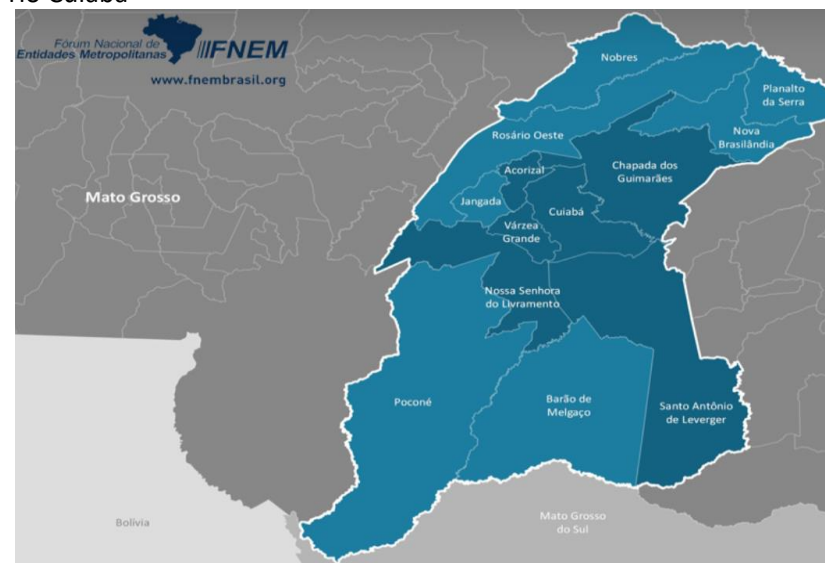 Fórum Nacional de
Entidades Metropolitanas
FNEM
www.fnembrasil.org
Nobres
Planalto
da Serra
Rosário Oeste
Nova
Brasilândia
Acorizal
Chapada dos
Guimarães
Mato Grosso
Jangada
Cuiabá
Várzea
Grande
Nossa Senhora
do Livramento
Poconé
Barão de
Melgaço
Santo Antônio
de Leverger
Bolívia
Mato Grosso
do Sul